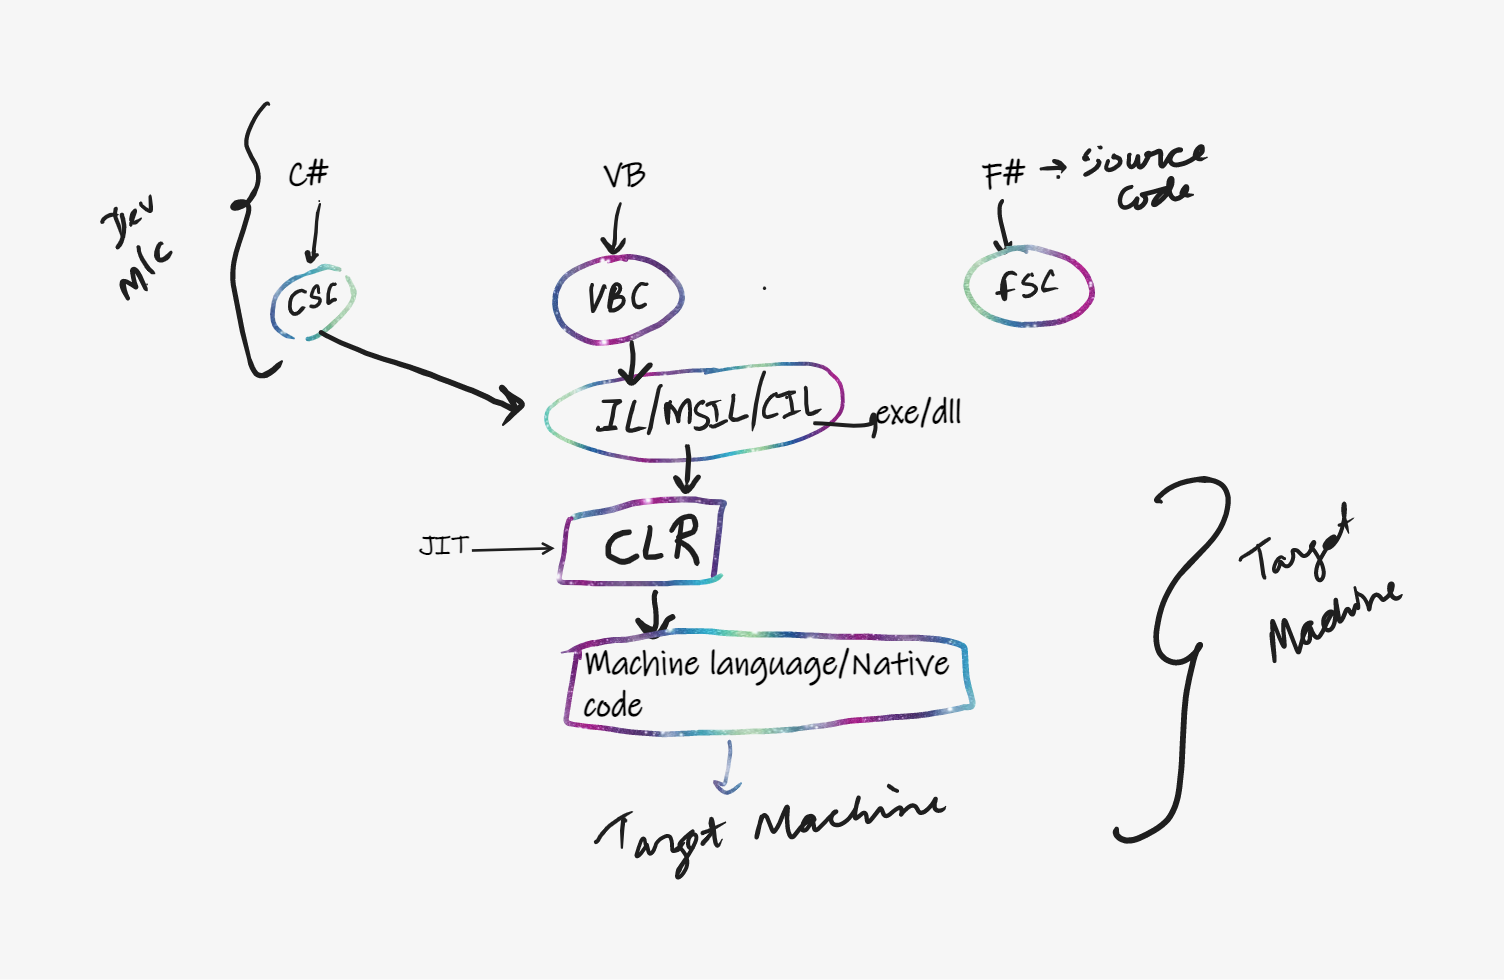 C#
VB
F# → source
code
Dev
M/C
CSC
VBC
FSC
IL/MSIL/CIL
exe/dll
JIT
CLR
Target
Machine
Machine language/Native
code
Target Machine